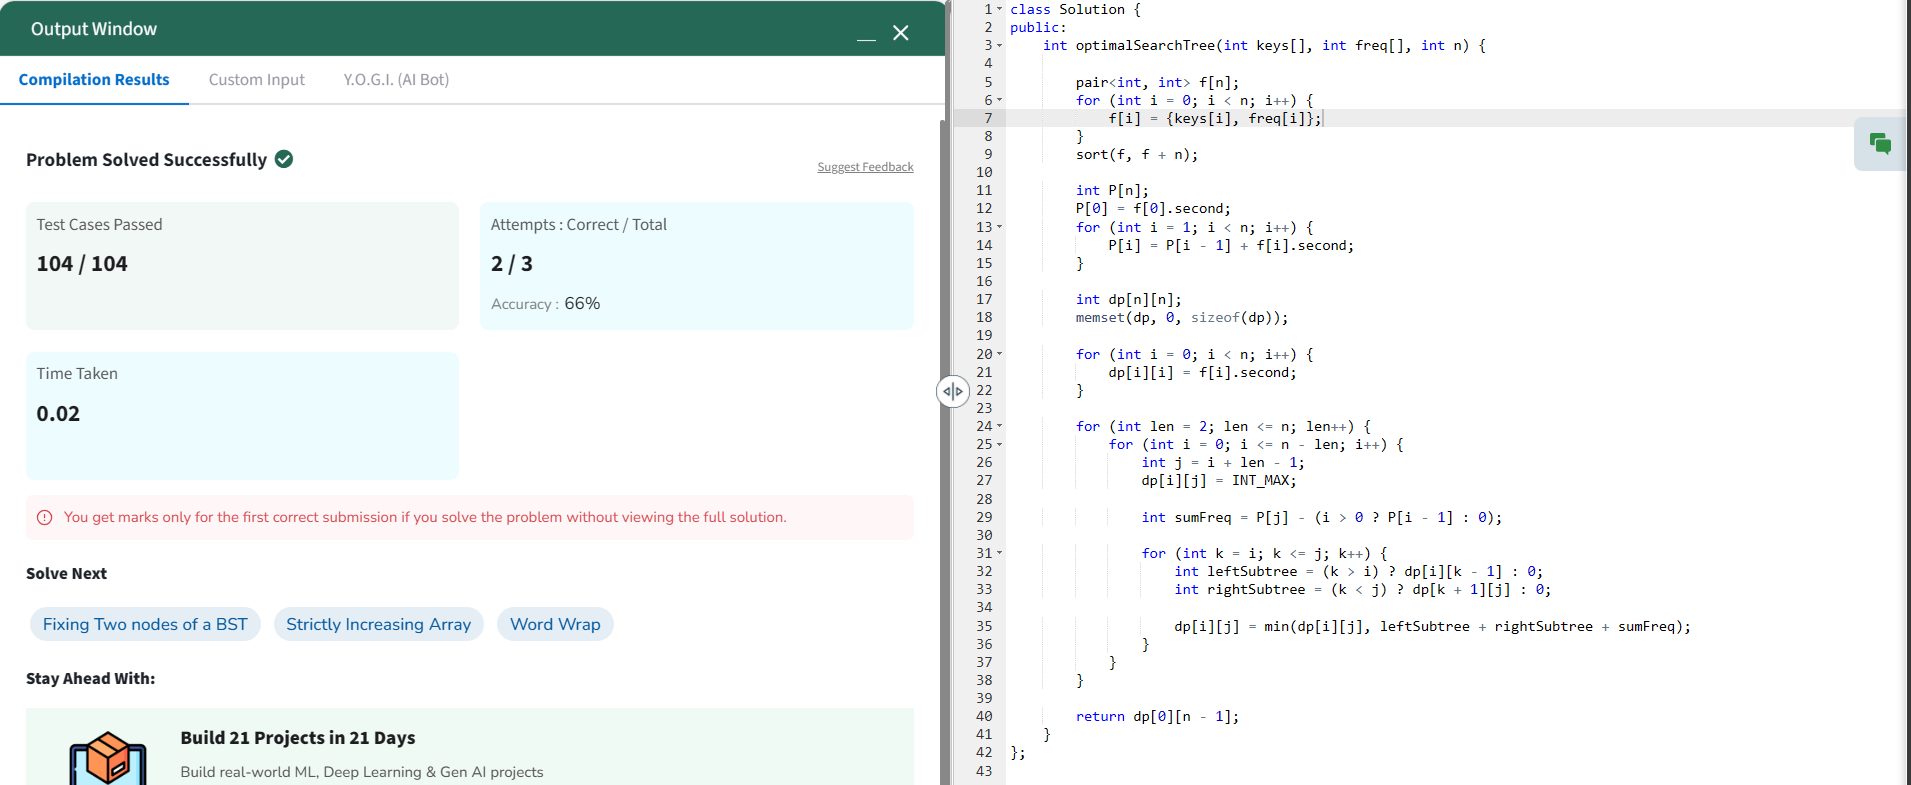 Output Window
Compilation Results
Custom Input
Y.O.G.I. (AI Bot)
Problem Solved Successfully
Suggest Feedback
Test Cases Passed
104 / 104
Attempts : Correct / Total
2 / 3
Accuracy : 66%
Time Taken
0.02
You get marks only for the first correct submission if you solve the problem without viewing the full solution.
Solve Next
Fixing Two nodes of a BST
Strictly Increasing Array
Word Wrap
Stay Ahead With:
Build 21 Projects in 21 Days
Build real-world ML, Deep Learning & Gen AI projects
1 class Solution {
2 public:
3     int optimalSearchTree(int keys[], int freq[], int n) {
4
5         pair<int, int> f[n];
6         for (int i = 0; i < n; i++) {
7             f[i] = {keys[i], freq[i]};
8         }
9         sort(f, f + n);
10
11         int P[n];
12         P[0] = f[0].second;
13         for (int i = 1; i < n; i++) {
14             P[i] = P[i - 1] + f[i].second;
15         }
16
17         int dp[n][n];
18         memset(dp, 0, sizeof(dp));
19
20         for (int i = 0; i < n; i++) {
21             dp[i][i] = f[i].second;
22         }
23
24         for (int len = 2; len <= n; len++) {
25             for (int i = 0; i <= n - len; i++) {
26                 int j = i + len - 1;
27                 dp[i][j] = INT_MAX;
28
29                 int sumFreq = P[j] - (i > 0 ? P[i - 1] : 0);
30
31                 for (int k = i; k <= j; k++) {
32                     int leftSubtree = (k > i) ? dp[i][k - 1] : 0;
33                     int rightSubtree = (k < j) ? dp[k + 1][j] : 0;
34
35                     dp[i][j] = min(dp[i][j], leftSubtree + rightSubtree + sumFreq);
36                 }
37             }
38         }
39
40         return dp[0][n - 1];
41     }
42 };
43